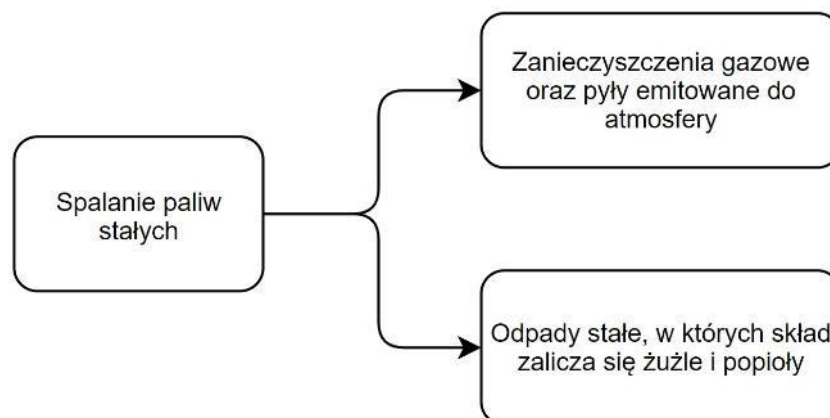 Spalanie paliw
stałych
Zanieczyszczenia gazowe
oraz pyły emitowane do
atmosfery
Odpady stałe, w których skład
zalicza się żużle i popioły